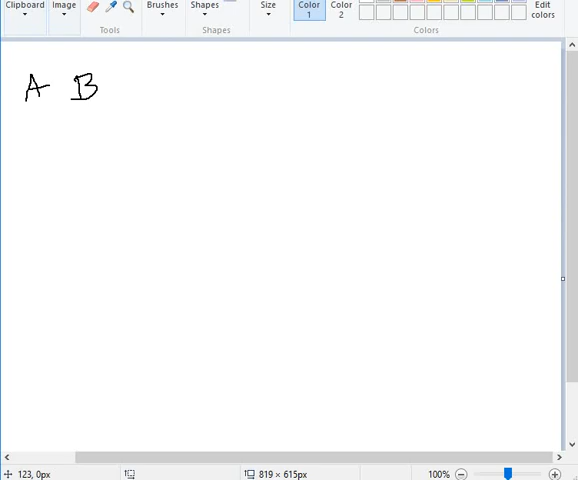 Clipboard Image Brushes Shapes Size Color 1 Color 2 Edit colors
Tools Shapes Colors
A B
123, 0px 819 × 615px 100%